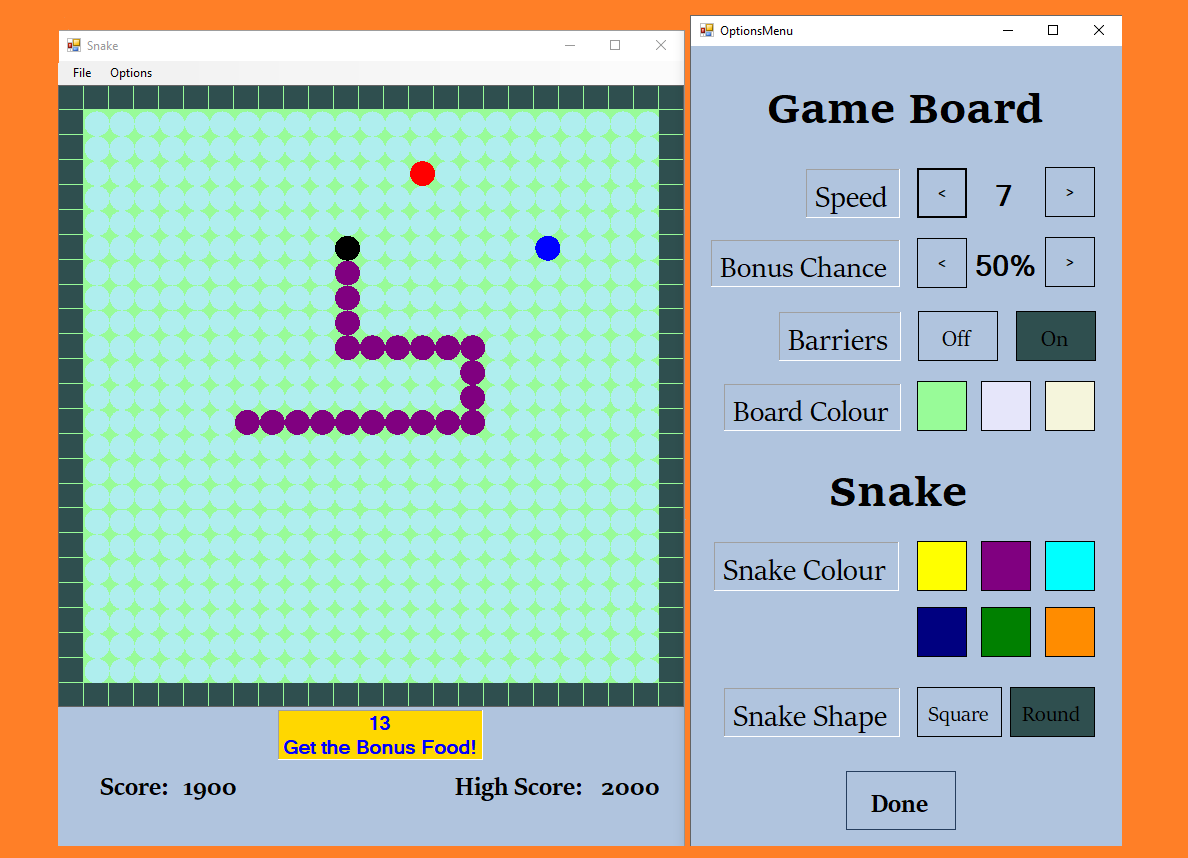 Snake
File Options
13
Get the Bonus Food!
Score: 1900 High Score: 2000
OptionsMenu
Game Board
Speed < 7 >
Bonus Chance < 50% >
Barriers Off On
Board Colour
Snake
Snake Colour
Snake Shape Square Round
Done